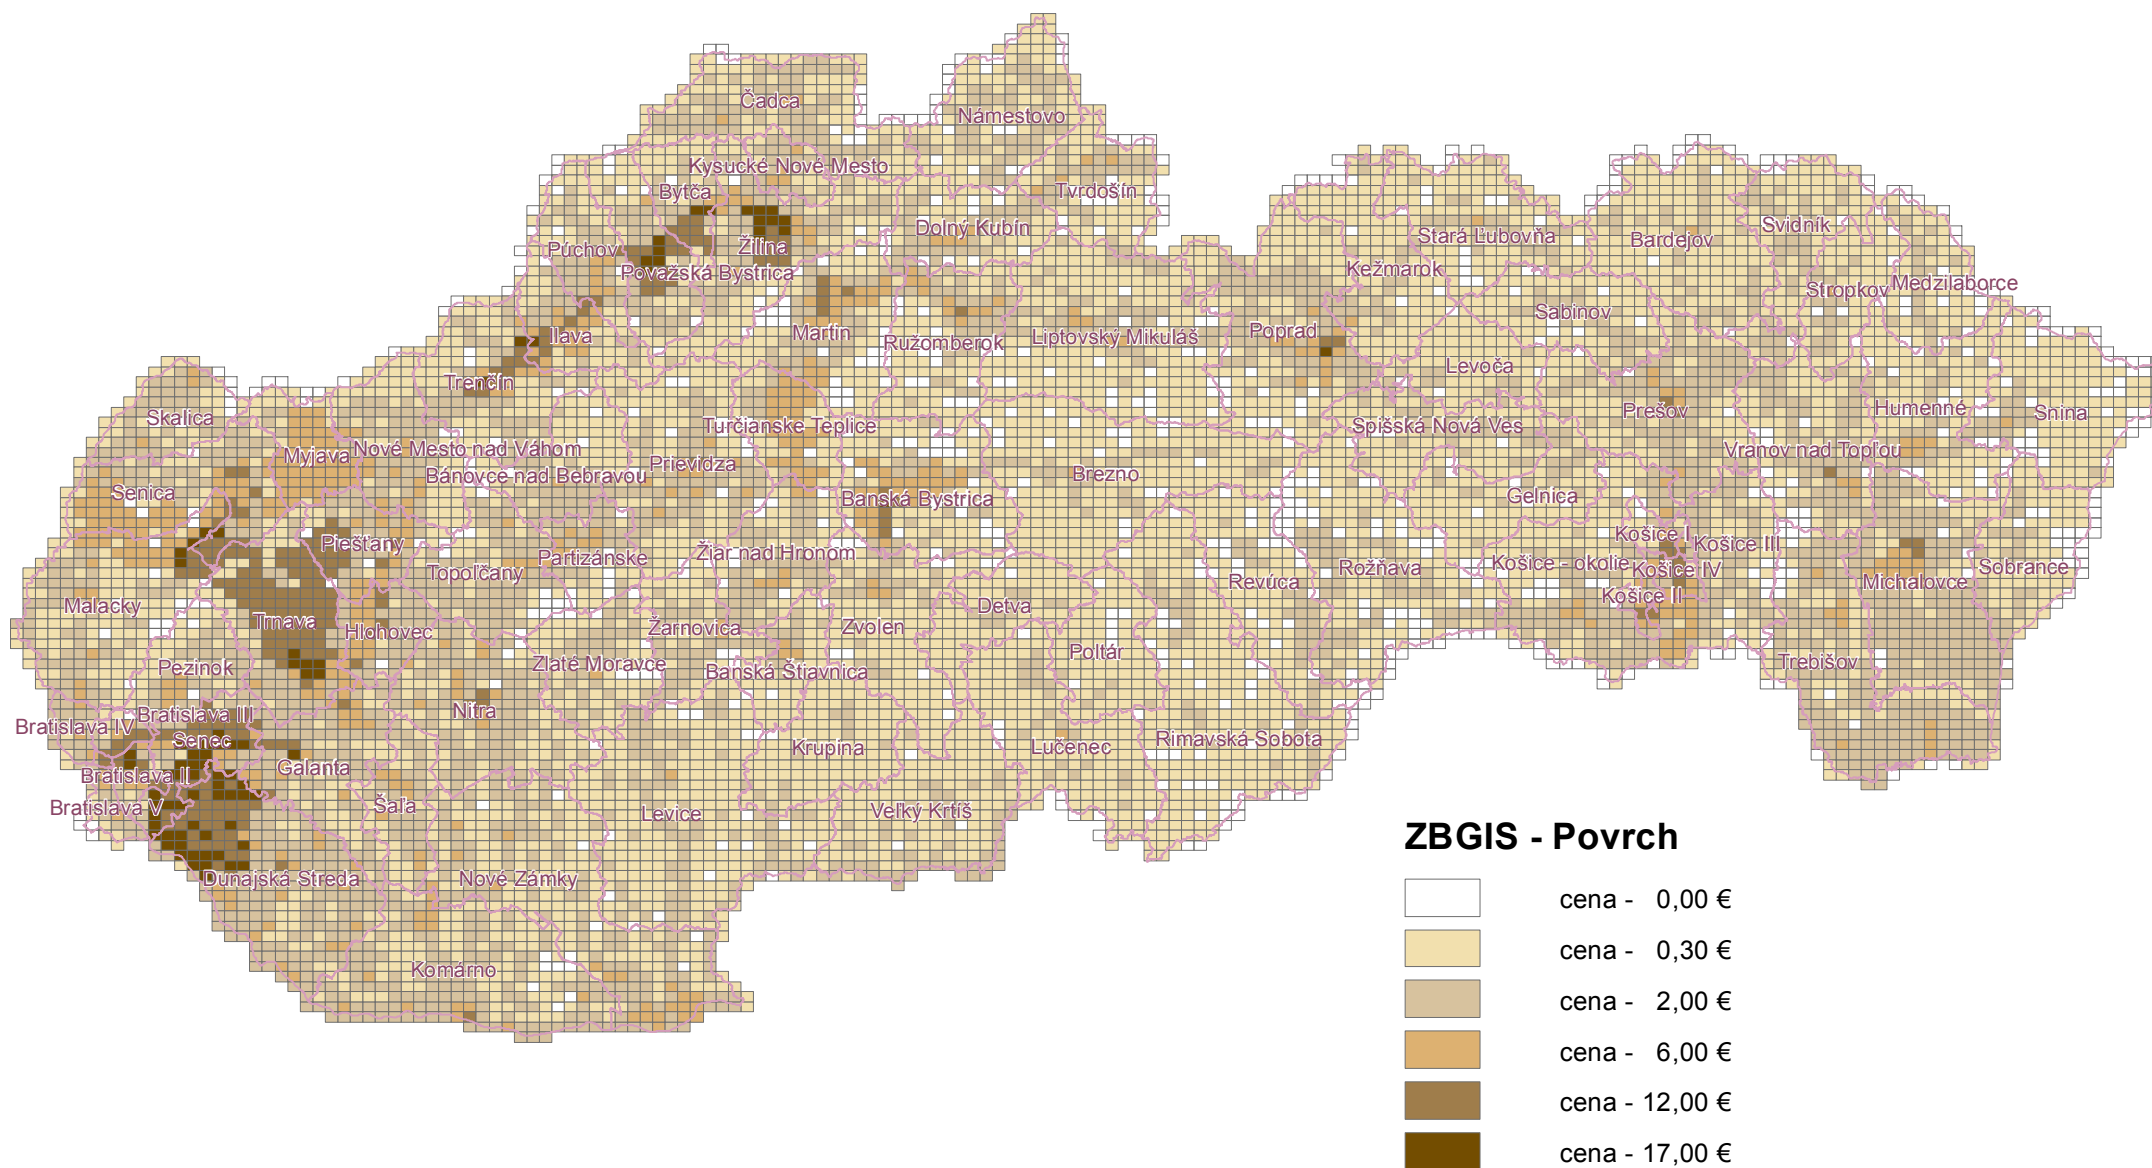 Čadca
Námestovo
Kysucké Nové Mesto
Bytča
Tvrdošín
Dolný Kubín
Svidník
Stará Ľubovňa
Bardejov
Púchov
Žilina
Považská Bystrica
Kežmarok
Medzilaborce
Stropkov
Sabinov
Ilava
Martin
Ružomberok
Liptovský Mikuláš
Poprad
Levoča
Trenčín
Skalica
Prešov
Humenné
Snina
Turčianske Teplice
Spišská Nová Ves
Myjava
Nové Mesto nad Váhom
Vranov nad Topľou
Bánovce nad Bebravou
Prievidza
Brezno
Senica
Banská Bystrica
Gelnica
Piešťany
Košice I
Košice III
Partizánske
Žiar nad Hronom
Topoľčany
Revúca
Rožňava
Košice - okolie
Košice IV
Michalovce
Sobrance
Malacky
Detva
Košice II
Trnava
Hlohovec
Žarnovica
Zvolen
Poltár
Pezinok
Zlaté Moravce
Banská Štiavnica
Trebišov
Nitra
Bratislava IV
Bratislava III
Senec
Krupina
Lučenec
Rimavská Sobota
Galanta
Bratislava II
Bratislava V
Šaľa
Levice
Veľký Krtíš
Dunajská Streda
Nové Zámky
Komárno
ZBGIS - Povrch
cena - 0,00 €
cena - 0,30 €
cena - 2,00 €
cena - 6,00 €
cena - 12,00 €
cena - 17,00 €